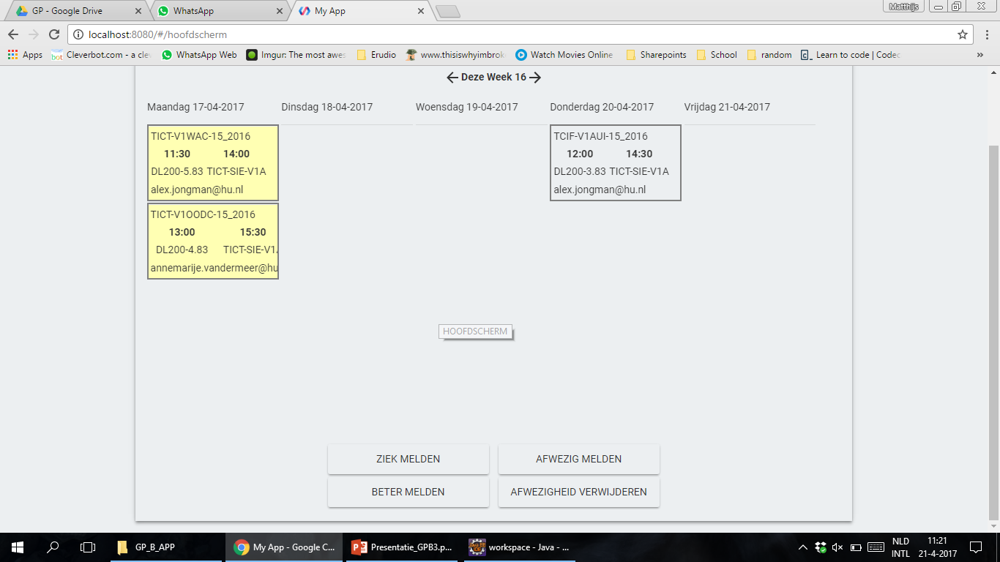 GP - Google Drive
WhatsApp
My App
Matthijs
localhost:8080/#/hoofdscherm
Apps
Cleverbot.com - a clev
WhatsApp Web
Imgur: The most awes
Erudio
www.thisiswhyimbrok
Watch Movies Online
Sharepoints
School
random
Learn to code | Codec
Deze Week 16
Maandag 17-04-2017
Dinsdag 18-04-2017
Woensdag 19-04-2017
Donderdag 20-04-2017
Vrijdag 21-04-2017
TICT-V1WAC-15_2016
11:30 14:00
DL200-5.83 TICT-SIE-V1A
alex.jongman@hu.nl
TICT-V1OODC-15_2016
13:00 15:30
DL200-4.83 TICT-SIE-V1A
annemarije.vandermeer@hu
TCIF-V1AUI-15_2016
12:00 14:30
DL200-3.83 TICT-SIE-V1A
alex.jongman@hu.nl
HOOFDSCHERM
ZIEK MELDEN
AFWEZIG MELDEN
BETER MELDEN
AFWEZIGHEID VERWIJDEREN
GP_B_APP
My App - Google C...
Presentatie_GPB3.p...
workspace - Java - ...
NLD
INTL
11:21
21-4-2017